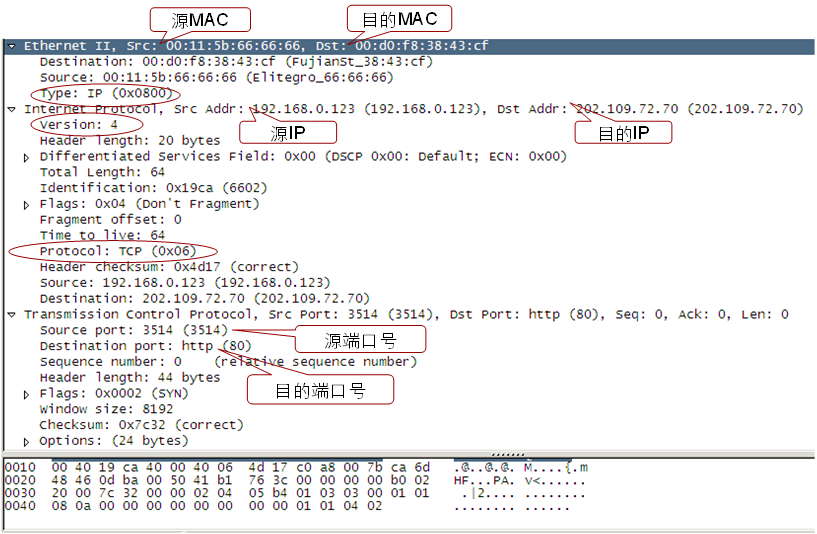 源MAC
目的MAC
Ethernet II, Src: 00:11:5b:66:66:66, Dst: 00:d0:f8:38:43:cf
Destination: 00:d0:f8:38:43:cf (FujianSt_38:43:cf)
Source: 00:11:5b:66:66:66 (Elitegro_66:66:66)
Type: IP (0x0800)
Internet Protocol, Src Addr: 192.168.0.123 (192.168.0.123), Dst Addr: 202.109.72.70 (202.109.72.70)
Version: 4
源IP
目的IP
Header length: 20 bytes
Differentiated Services Field: 0x00 (DSCP 0x00: Default; ECN: 0x00)
Total Length: 64
Identification: 0x19ca (6602)
Flags: 0x04 (Don't Fragment)
Fragment offset: 0
Time to live: 64
Protocol: TCP (0x06)
Header checksum: 0x4d17 (correct)
Source: 192.168.0.123 (192.168.0.123)
Destination: 202.109.72.70 (202.109.72.70)
Transmission Control Protocol, Src Port: 3514 (3514), Dst Port: http (80), Seq: 0, Ack: 0, Len: 0
Source port: 3514 (3514)
源端口号
Destination port: http (80)
Sequence number: 0 (relative sequence number)
Header length: 44 bytes
目的端口号
Flags: 0x0002 (SYN)
Window size: 8192
Checksum: 0x7c32 (correct)
Options: (24 bytes)
0010 00 40 19 ca 40 00 40 06 4d 17 c0 a8 00 7b ca 6d .@..@.@. M....{.m
0020 48 46 0d ba 00 50 41 b1 76 3c 00 00 00 00 b0 02 HF...PA. v<......
0030 20 00 7c 32 00 00 02 04 05 b4 01 03 03 00 01 01 .|2.... ........
0040 08 0a 00 00 00 00 00 00 00 00 01 01 04 02 ........ ......